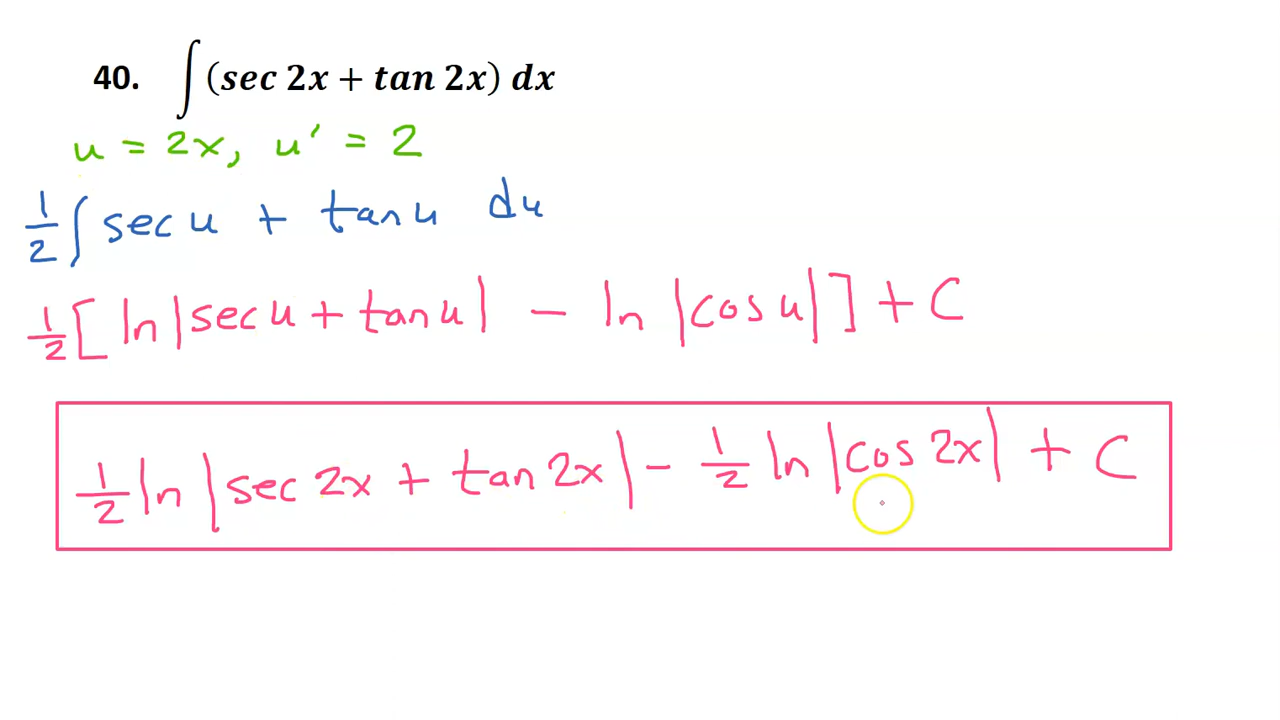 40. ∫ (sec 2x + tan 2x) dx
u = 2x, u' = 2
1/2 ∫ sec u + tan u du
1/2 [ ln |sec u + tan u| − ln |cos u| ] + C
1/2 ln |sec 2x + tan 2x| − 1/2 ln |cos 2x| + C